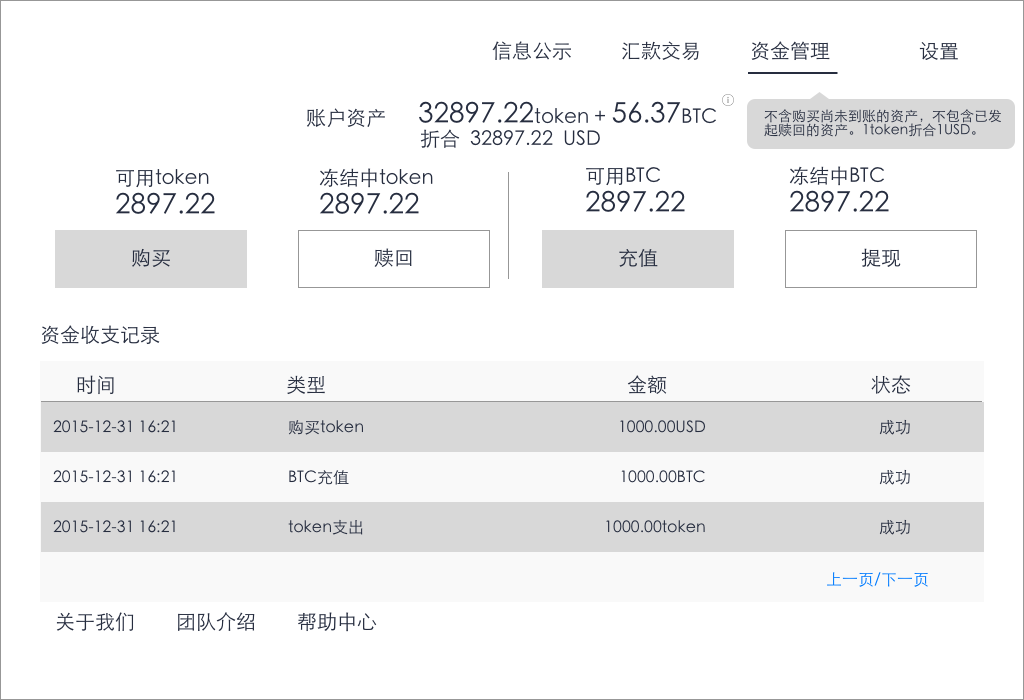 信息公示 汇款交易 资金管理 设置
账户资产 32897.22token + 56.37BTC
折合 32897.22 USD
不含购买尚未到账的资产，不包含已发
起赎回的资产。1token折合1USD。
可用token 冻结中token 可用BTC 冻结中BTC
2897.22 2897.22 2897.22 2897.22
购买 赎回 充值 提现
资金收支记录
时间 类型 金额 状态
2015-12-31 16:21 购买token 1000.00USD 成功
2015-12-31 16:21 BTC充值 1000.00BTC 成功
2015-12-31 16:21 token支出 1000.00token 成功
上一页/下一页
关于我们 团队介绍 帮助中心